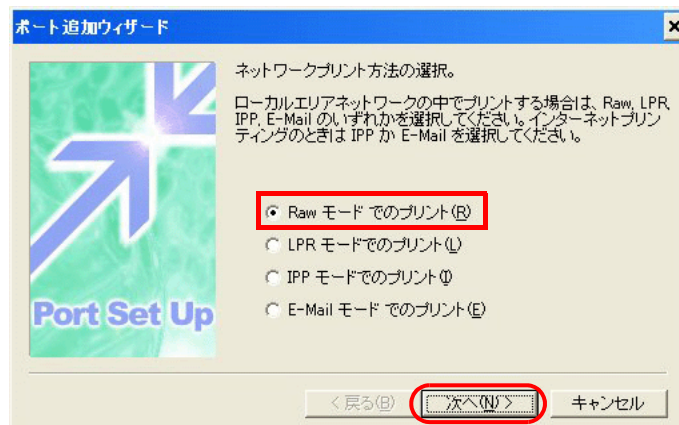 ポート追加ウィザード
ネットワークプリント方法の選択。
ローカルエリアネットワークの中でプリントする場合は、Raw, LPR,
IPP, E-Mail のいずれかを選択してください。インターネットプリン
ティングのときは IPP か E-Mail を選択してください。
Raw モード でのプリント(R)
LPR モードでのプリント(L)
IPP モードでのプリント(I)
E-Mail モード でのプリント(E)
Port Set Up
< 戻る(B)
次へ(N) >
キャンセル